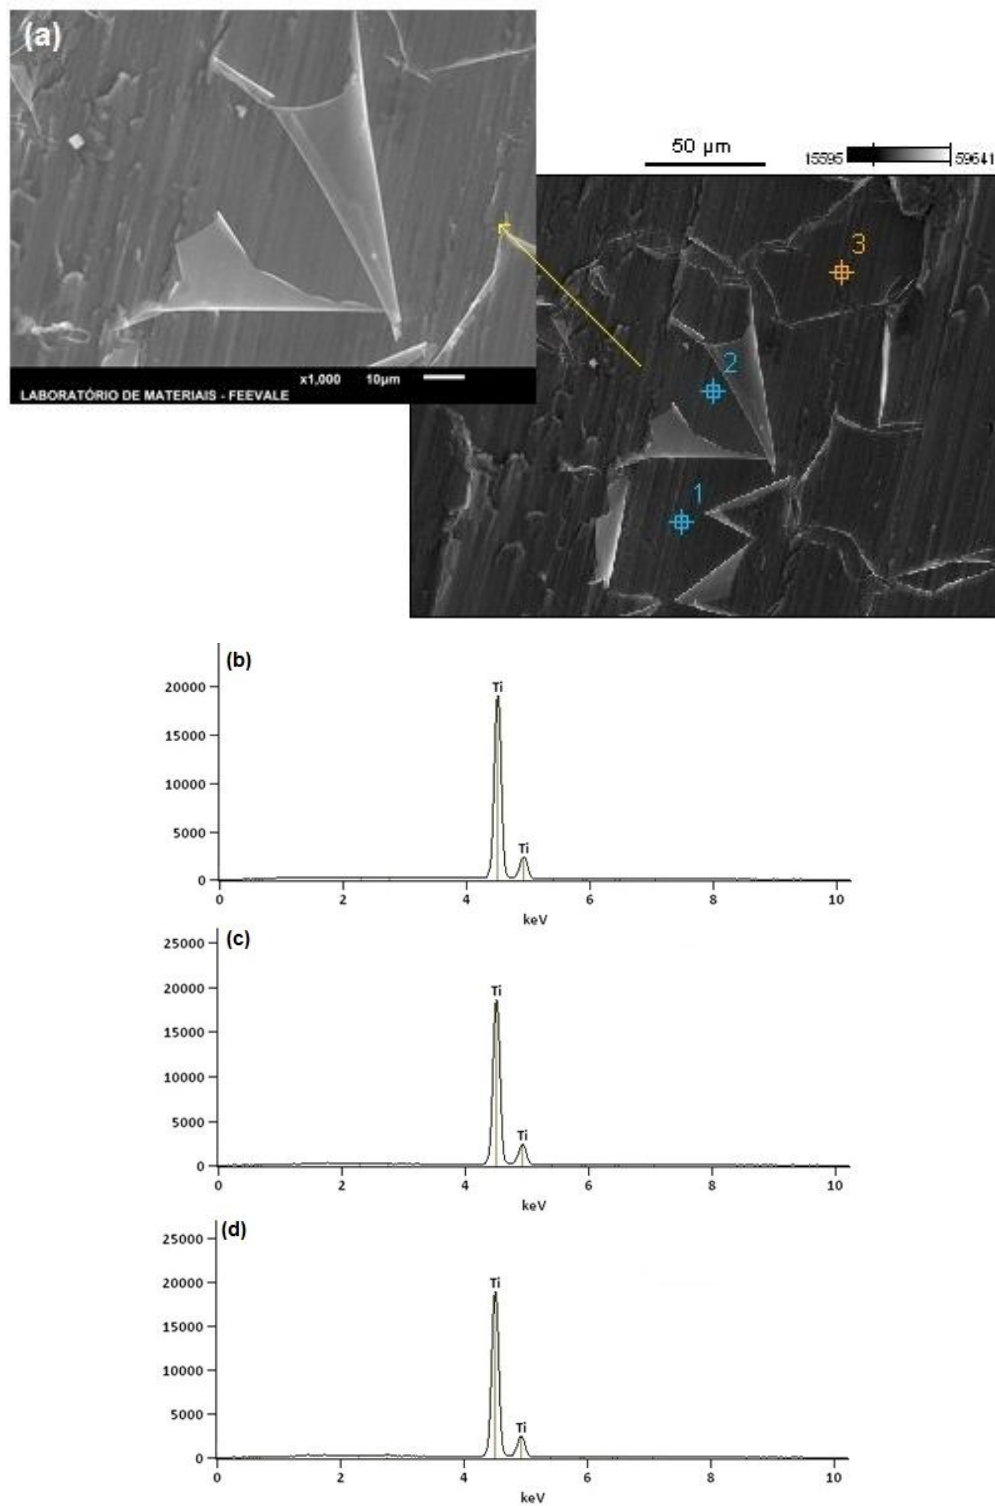 (a)
50 µm
15595 59641
3
2
x1,000 10µm
LABORATÓRIO DE MATERIAIS - FEEVALE
1
(b)
20000
15000
10000
5000
0
Ti
Ti
0 2 4 6 8 10
keV
(c)
25000
20000
15000
10000
5000
0
Ti
Ti
0 2 4 6 8 10
keV
(d)
25000
20000
15000
10000
5000
0
Ti
Ti
0 2 4 6 8 10
keV